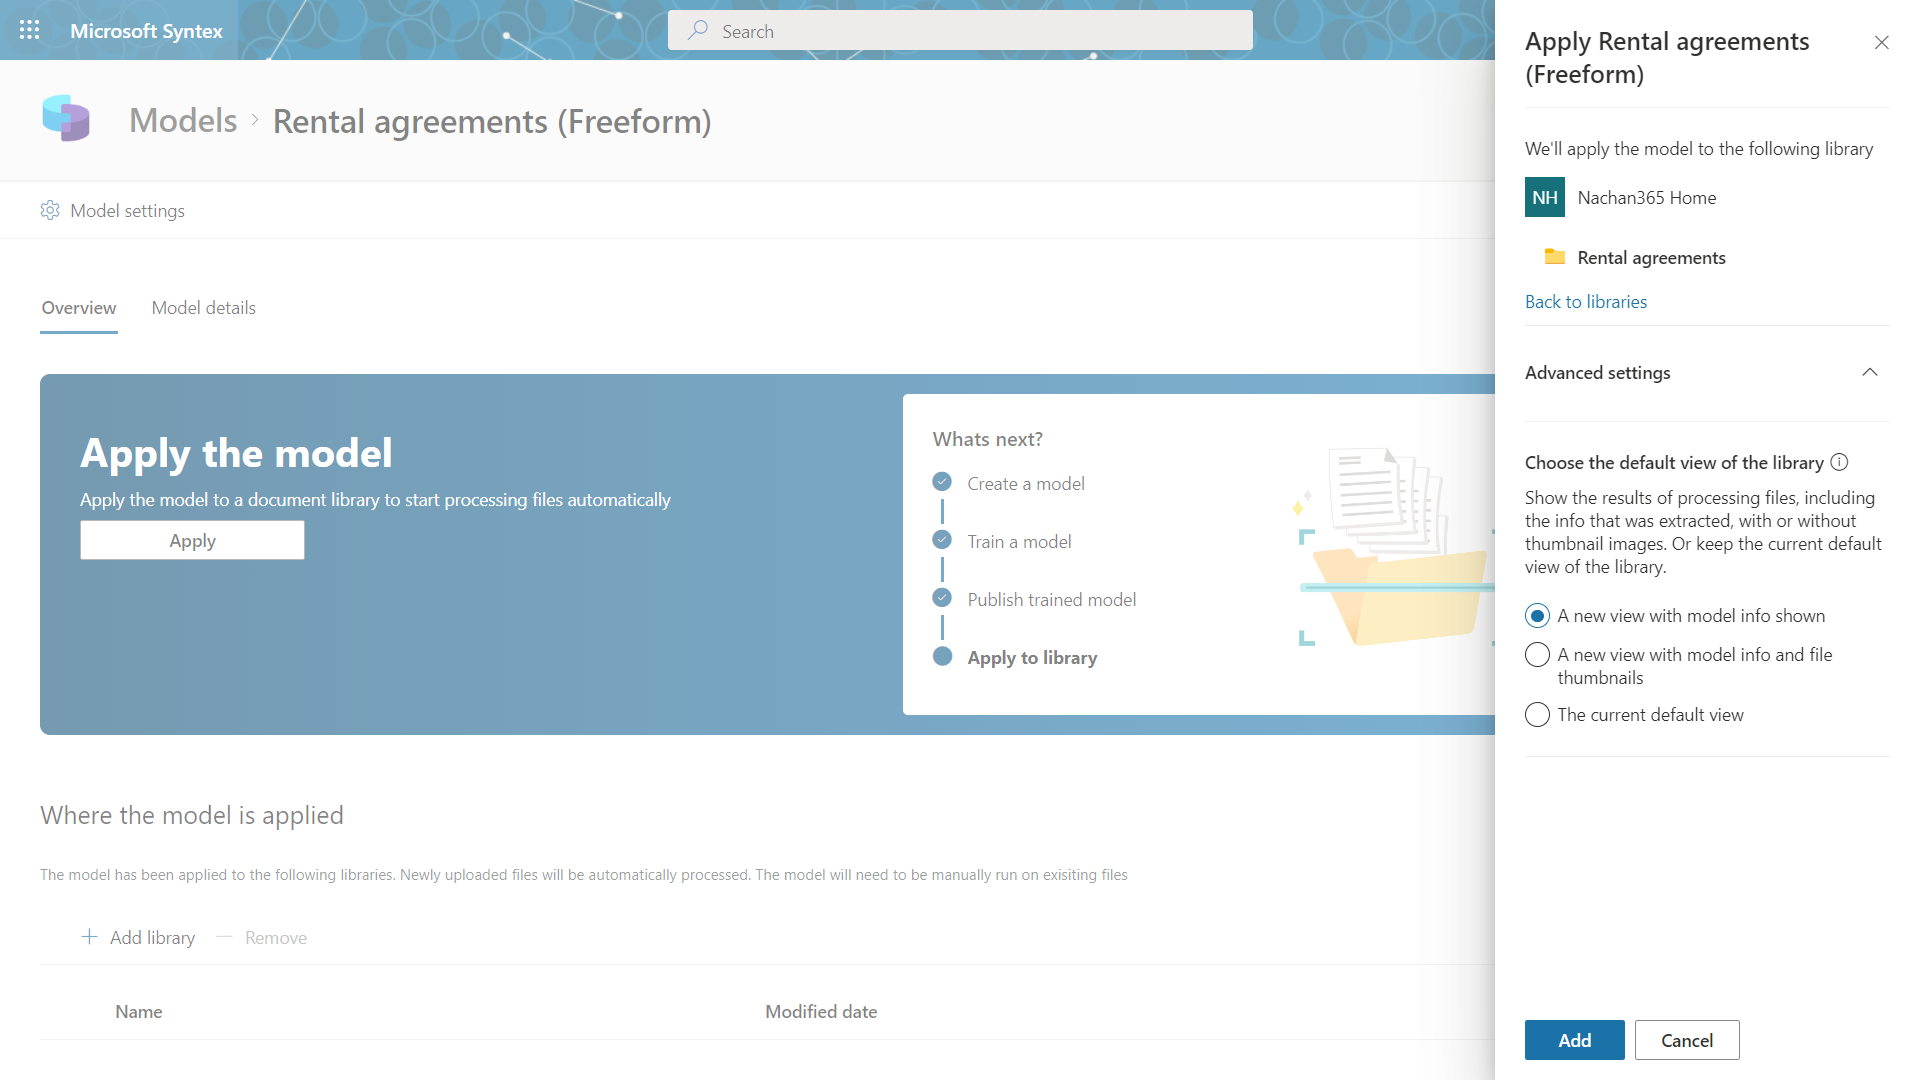 Microsoft Syntex
Search
Models
Rental agreements (Freeform)
Model settings
Overview
Model details
Apply the model
Apply the model to a document library to start processing files automatically
Apply
Whats next?
Create a model
Train a model
Publish trained model
Apply to library
Where the model is applied
The model has been applied to the following libraries. Newly uploaded files will be automatically processed. The model will need to be manually run on exisiting files
Add library
Remove
Name
Modified date
Apply Rental agreements
(Freeform)
We'll apply the model to the following library
NH
Nachan365 Home
Rental agreements
Back to libraries
Advanced settings
Choose the default view of the library
Show the results of processing files, including
the info that was extracted, with or without
thumbnail images. Or keep the current default
view of the library.
A new view with model info shown
A new view with model info and file
thumbnails
The current default view
Add
Cancel